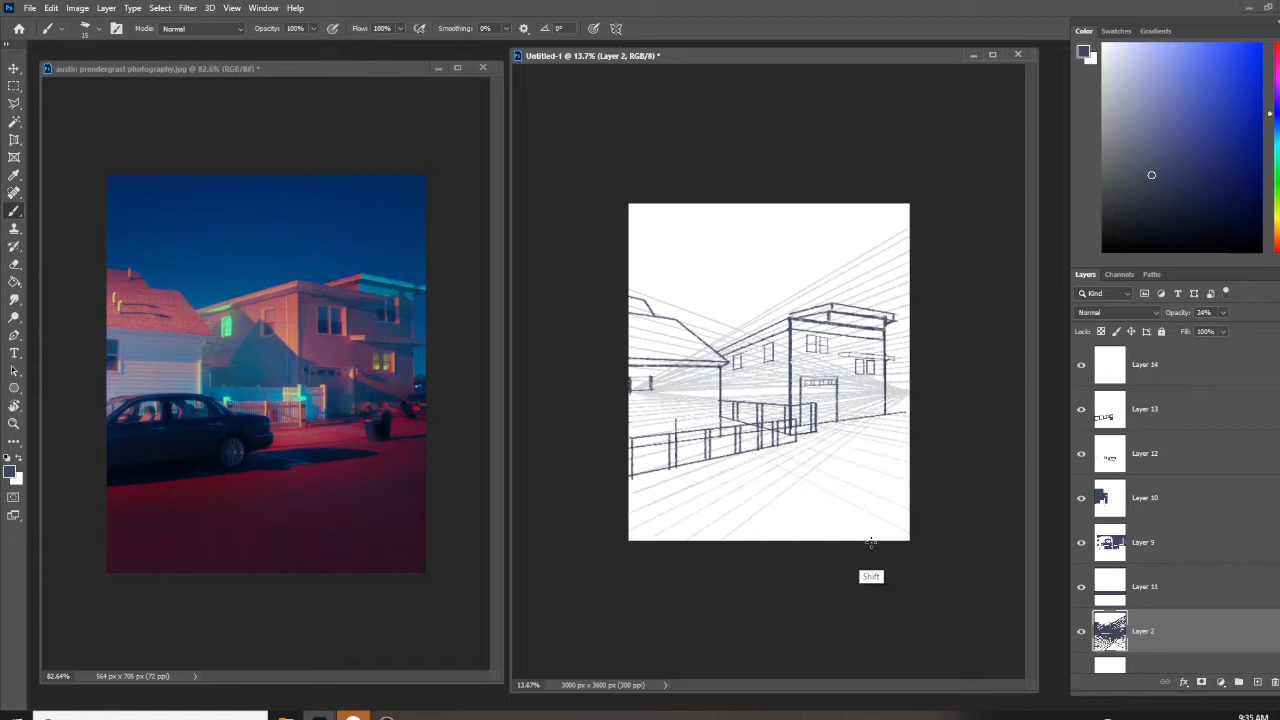 Ps File Edit Image Layer Type Select Filter 3D View Window Help
15 Mode: Normal Opacity: 100% Flow: 100% Smoothing: 0% 0°
austin prendergrast photography.jpg @ 82.6% (RGB/8#) *
Untitled-1 @ 13.7% (Layer 2, RGB/8) *
Color Swatches Gradients
Layers Channels Paths
Kind
Normal Opacity: 24%
Lock: Fill: 100%
Layer 14
Layer 13
Layer 12
Layer 10
Layer 9
Layer 11
Layer 2
Shift
82.64% 564 px x 705 px (72 ppi)
13.67% 3000 px x 3600 px (300 ppi)
9:35 AM